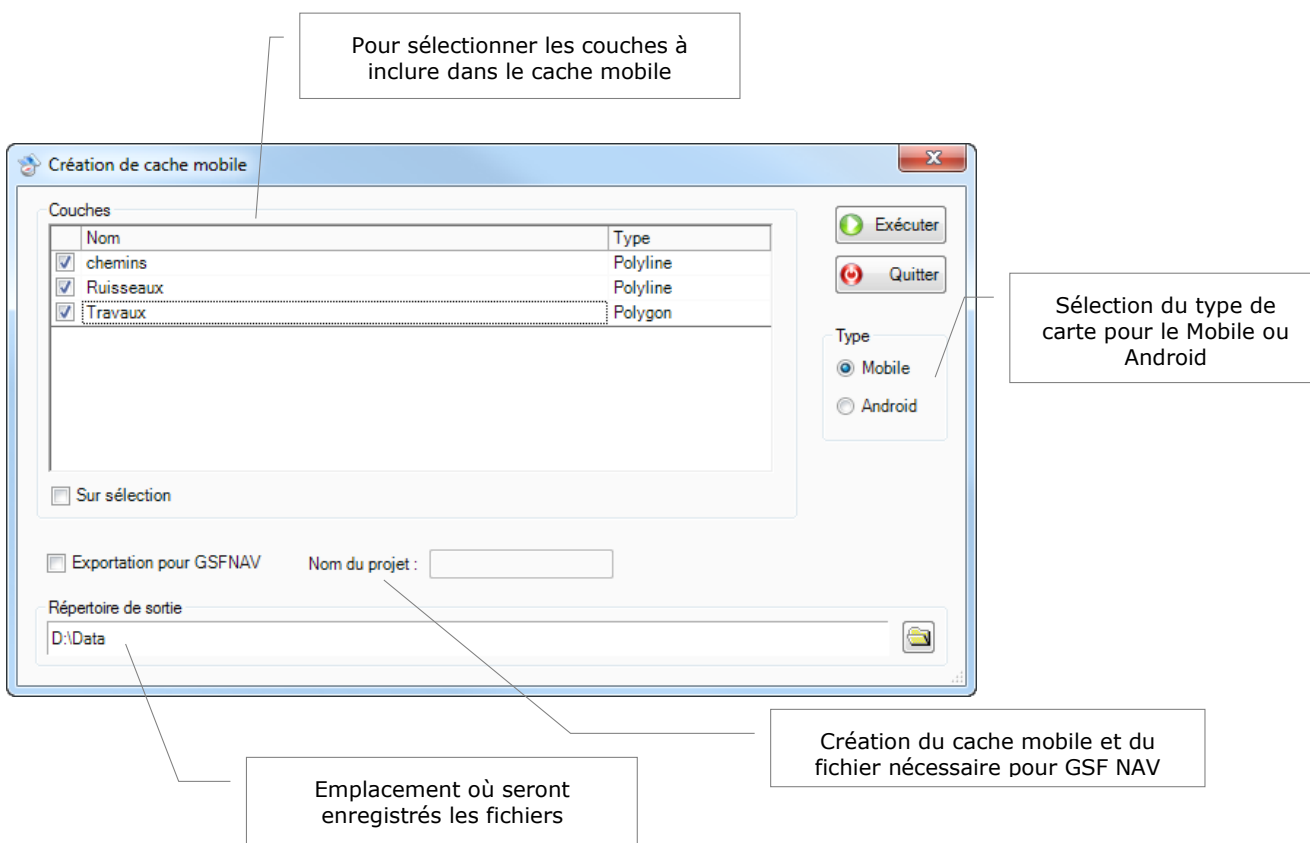 Pour sélectionner les couches à
inclure dans le cache mobile
Création de cache mobile
Couches
Nom Type
chemins Polyline
Ruisseaux Polyline
Travaux Polygon
Sur sélection
Exécuter
Quitter
Type
Mobile
Android
Sélection du type de
carte pour le Mobile ou
Android
Exportation pour GSFNAV Nom du projet :
Répertoire de sortie
D:\Data
Création du cache mobile et du
fichier nécessaire pour GSF NAV
Emplacement où seront
enregistrés les fichiers